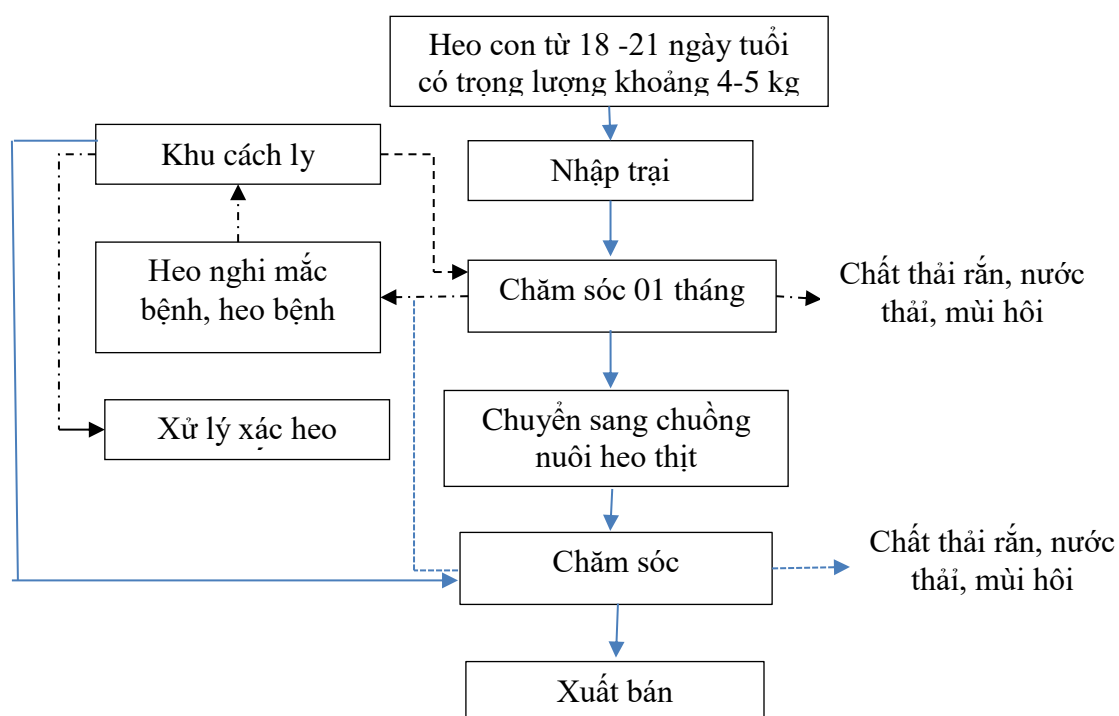 Heo con từ 18 -21 ngày tuổi
có trọng lượng khoảng 4-5 kg
Khu cách ly
Nhập trại
Heo nghi mắc
bệnh, heo bệnh
Chăm sóc 01 tháng
Chất thải rắn, nước
thải, mùi hôi
Xử lý xác heo
Chuyển sang chuồng
nuôi heo thịt
Chăm sóc
Chất thải rắn, nước
thải, mùi hôi
Xuất bán